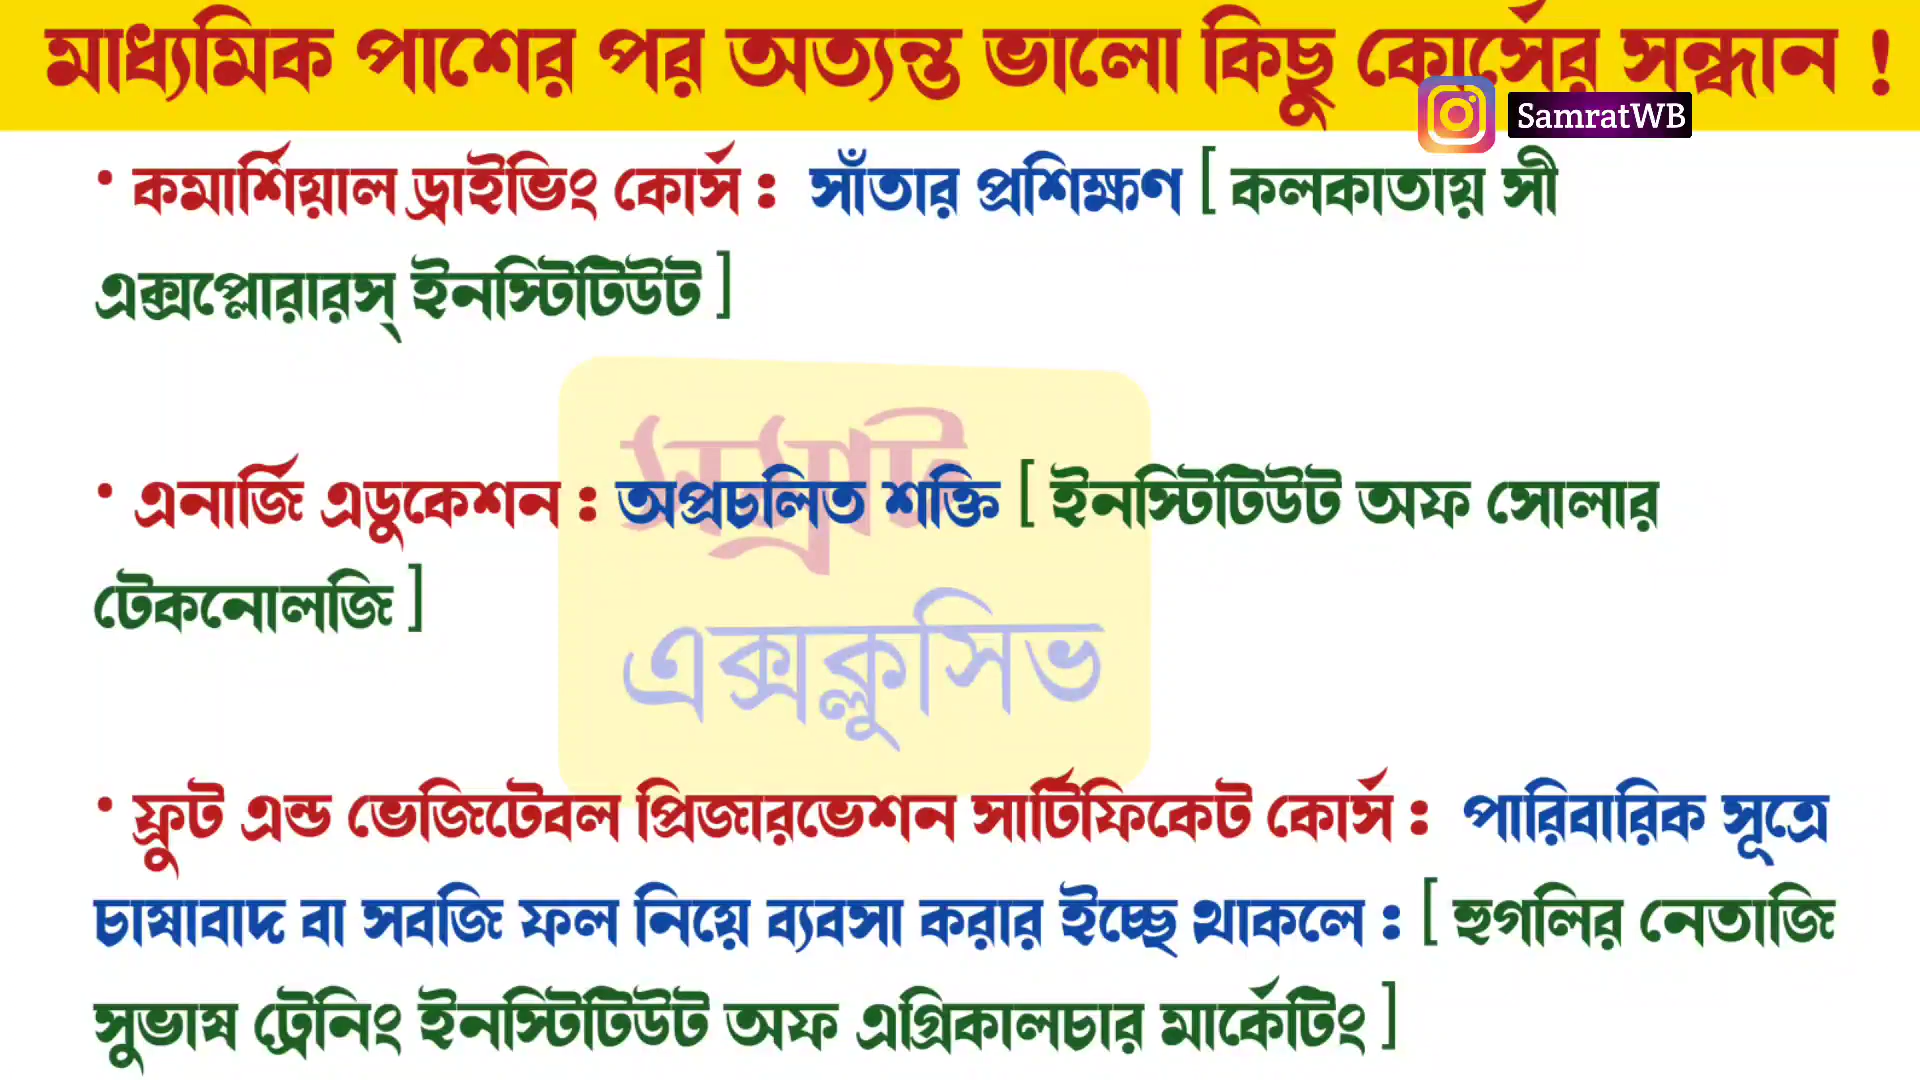 মাধ্যমিক পাশের পর অত্যন্ত ভালো কিছু কোর্সের সন্ধান !
SamratWB
• কমার্শিয়াল ড্রাইভিং কোর্স : সাঁতার প্রশিক্ষণ [ কলকাতায় সী
এক্সপ্লোরারস্ ইনস্টিটিউট ]
সম্রাট
• এনার্জি এডুকেশন : অপ্রচলিত শক্তি [ ইনস্টিটিউট অফ সোলার
টেকনোলজি ]
এক্সক্লুসিভ
• ফ্রুট এন্ড ভেজিটেবল প্রিজারভেশন সার্টিফিকেট কোর্স : পারিবারিক সূত্রে
চাষাবাদ বা সবজি ফল নিয়ে ব্যবসা করার ইচ্ছে থাকলে : [ হুগলির নেতাজি
সুভাষ ট্রেনিং ইনস্টিটিউট অফ এগ্রিকালচার মার্কেটিং ]